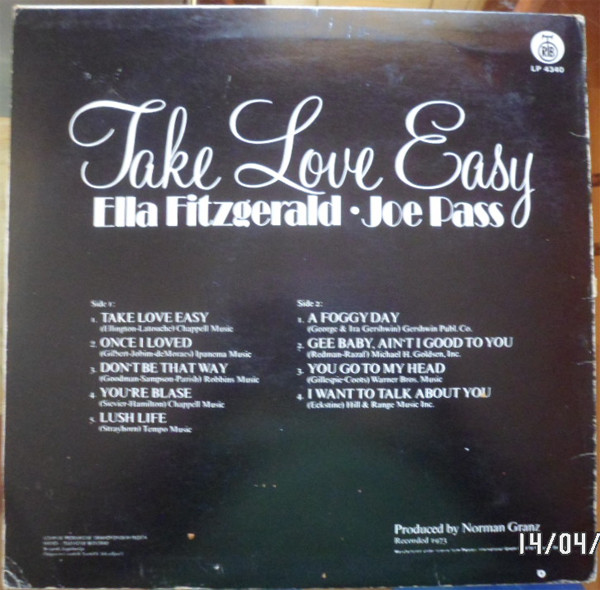 RTB
LP 4340
Take Love Easy
Ella Fitzgerald · Joe Pass
Side 1:
1. TAKE LOVE EASY
(Ellington-Latouche) Chappell Music
2. ONCE I LOVED
(Gilbert-Jobim-deMoraes) Ipanema Music
3. DON'T BE THAT WAY
(Goodman-Sampson-Parish) Robbins Music
4. YOU'RE BLASE
(Sievier-Hamilton) Chappell Music
5. LUSH LIFE
(Strayhorn) Tempo Music
Side 2:
1. A FOGGY DAY
(George & Ira Gershwin) Gershwin Publ. Co.
2. GEE BABY, AIN'T I GOOD TO YOU
(Redman-Razaf) Michael H. Goldsen, Inc.
3. YOU GO TO MY HEAD
(Gillespie-Coots) Warner Bros. Music
4. I WANT TO TALK ABOUT YOU
(Eckstine) Hill & Range Music Inc.
Produced by Norman Granz
Recorded 1973
14/04/